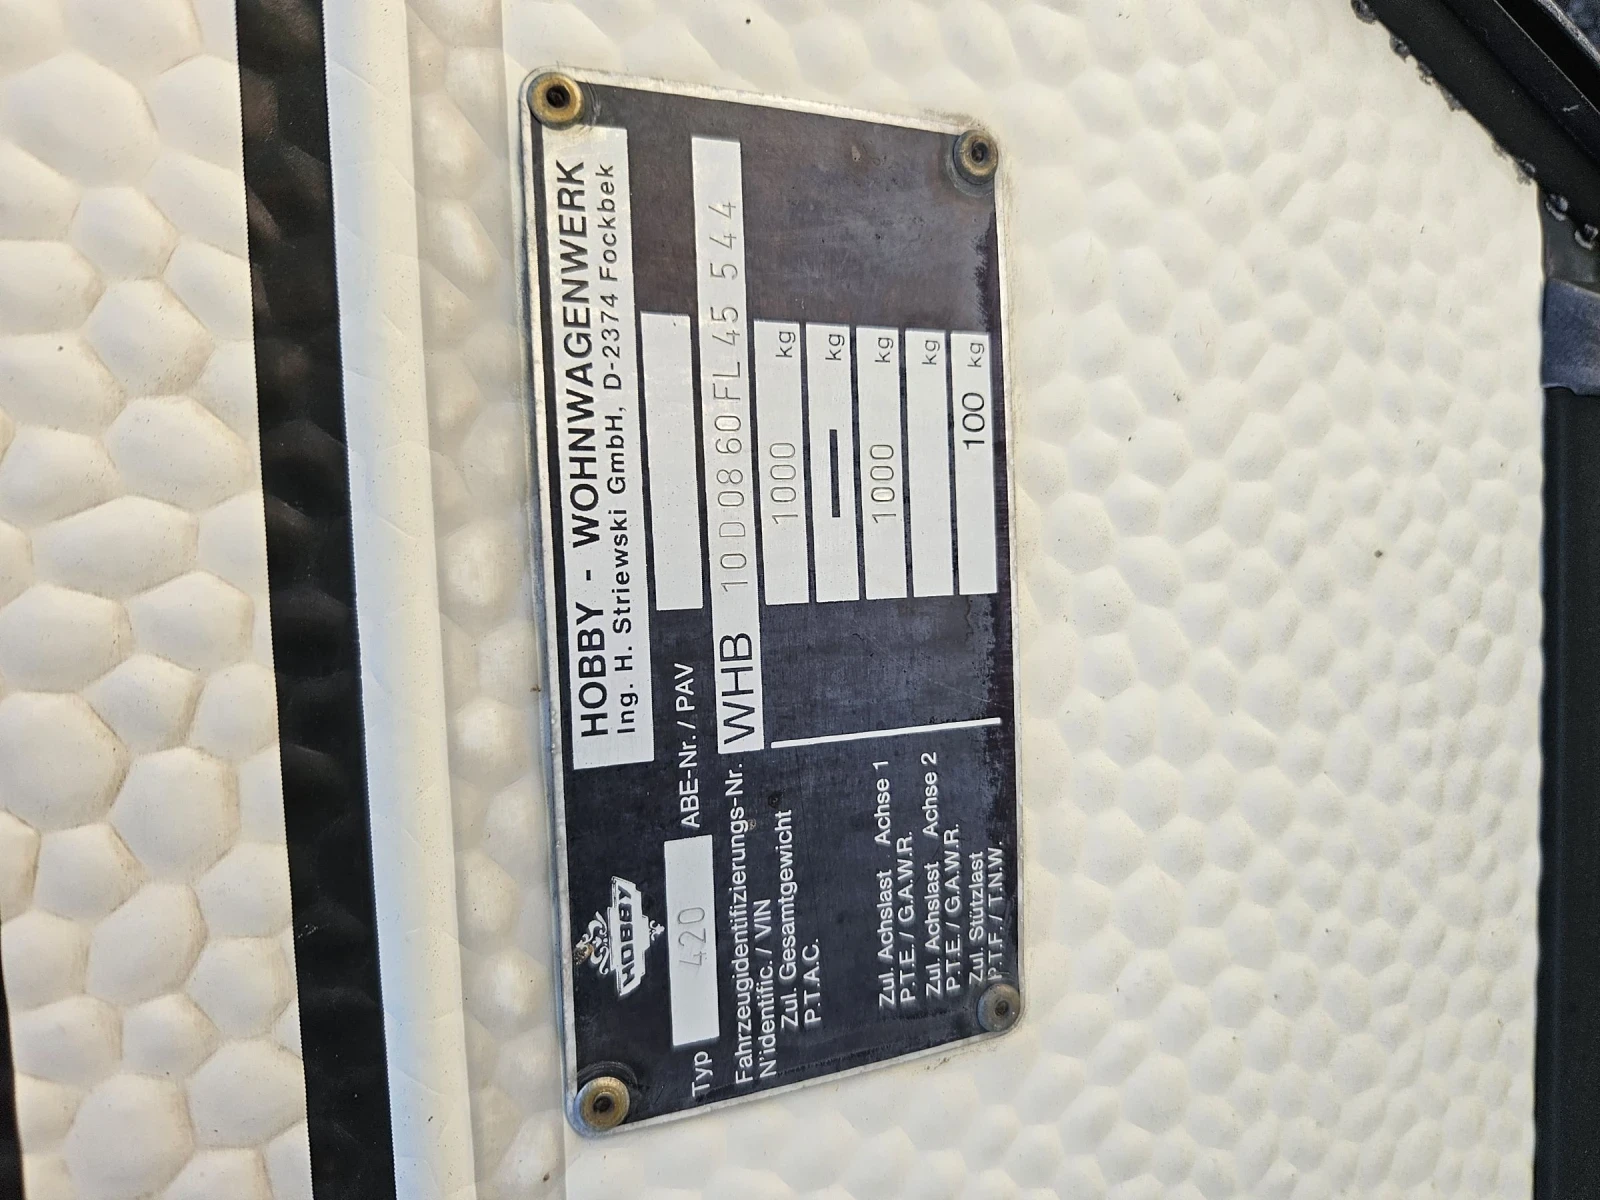 HOBBY - WOHNWAGENWERK
Ing. H. Striewski GmbH, D-2374 Fockbek
HOBBY
Typ 420 ABE-Nr. / PAV
Fahrzeugidentifizierungs-Nr. WHB 10D0860FL45 544
N'identific. / VIN
Zul. Gesamtgewicht 1000 kg
P.T.A.C. — kg
Zul. Achslast Achse 1 1000 kg
P.T.E. / G.A.W.R.
Zul. Achslast Achse 2 kg
P.T.E. / G.A.W.R.
Zul. Stützlast 100 kg
P.T.F. / T.N.W.